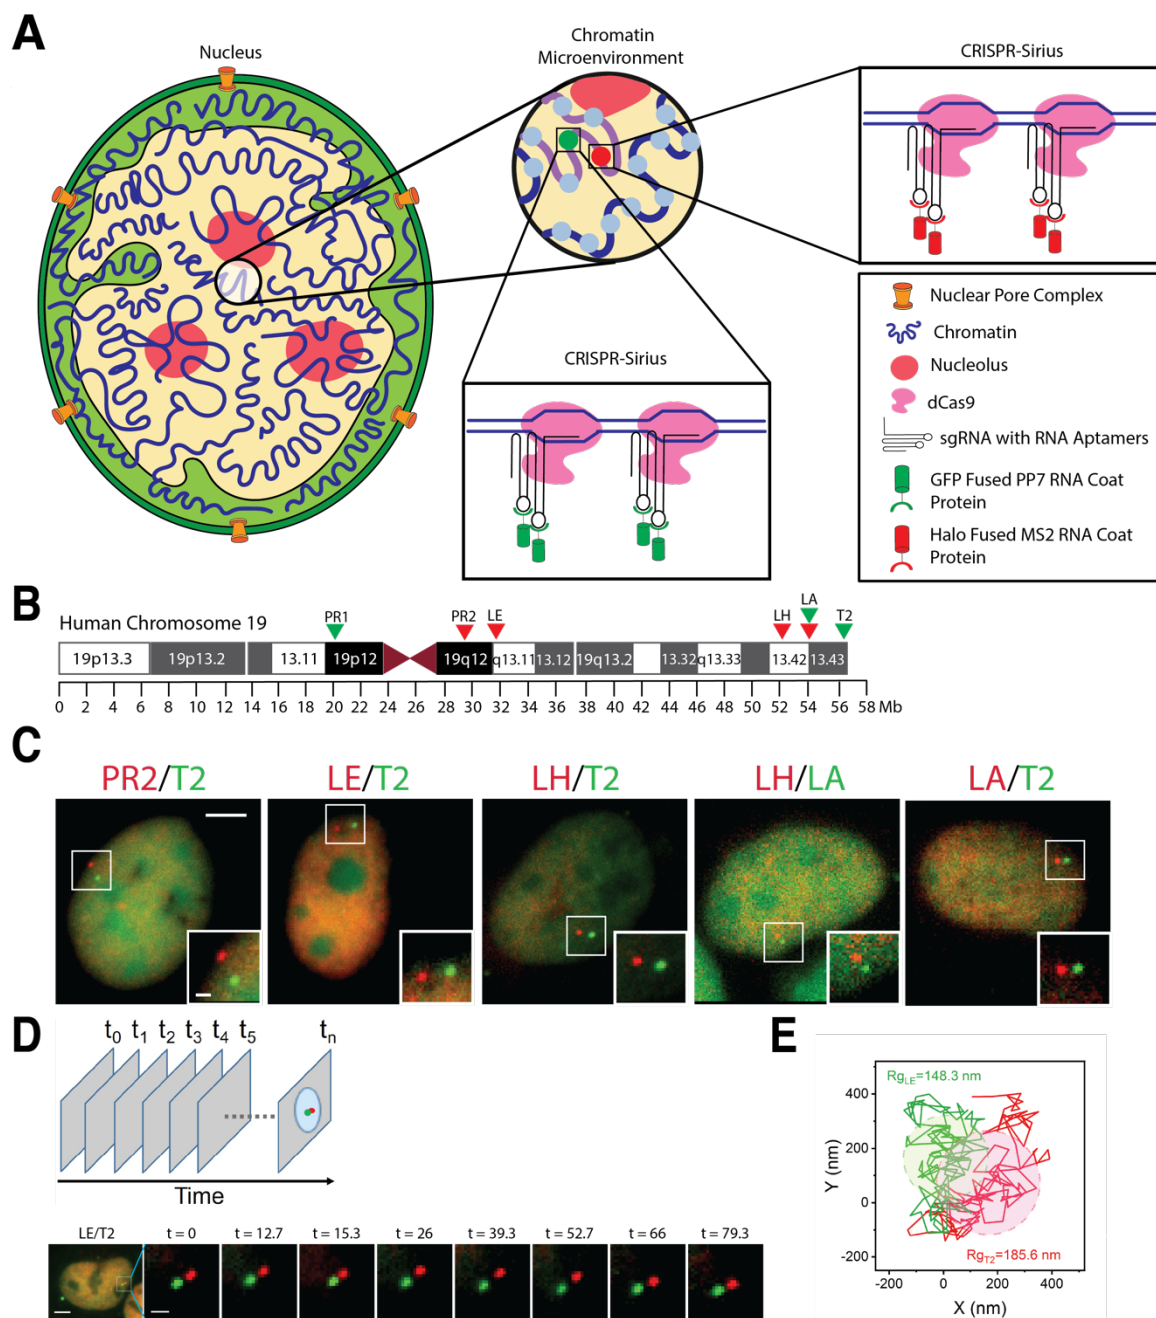 A
Nucleus
Chromatin
Microenvironment
CRISPR-Sirius
CRISPR-Sirius
Nuclear Pore Complex
Chromatin
Nucleolus
dCas9
sgRNA with RNA Aptamers
GFP Fused PP7 RNA Coat
Protein
Halo Fused MS2 RNA Coat
Protein
B
Human Chromosome 19
PR1
PR2
LE
LH
LA
T2
19p13.3
19p13.2
13.11
19p12
19q12
q13.11
13.12
19q13.2
13.32
q13.33
13.42
13.43
0 2 4 6 8 10 12 14 16 18 20 22 24 26 28 30 32 34 36 38 40 42 44 46 48 50 52 54 56 58 Mb
C
PR2/T2
LE/T2
LH/T2
LH/LA
LA/T2
D
t0 t1 t2 t3 t4 t5 tn
Time
LE/T2
t = 0
t = 12.7
t = 15.3
t = 26
t = 39.3
t = 52.7
t = 66
t = 79.3
E
RgLE=148.3 nm
RgT2=185.6 nm
Y (nm)
400
200
0
-200
-200 0 200 400
X (nm)